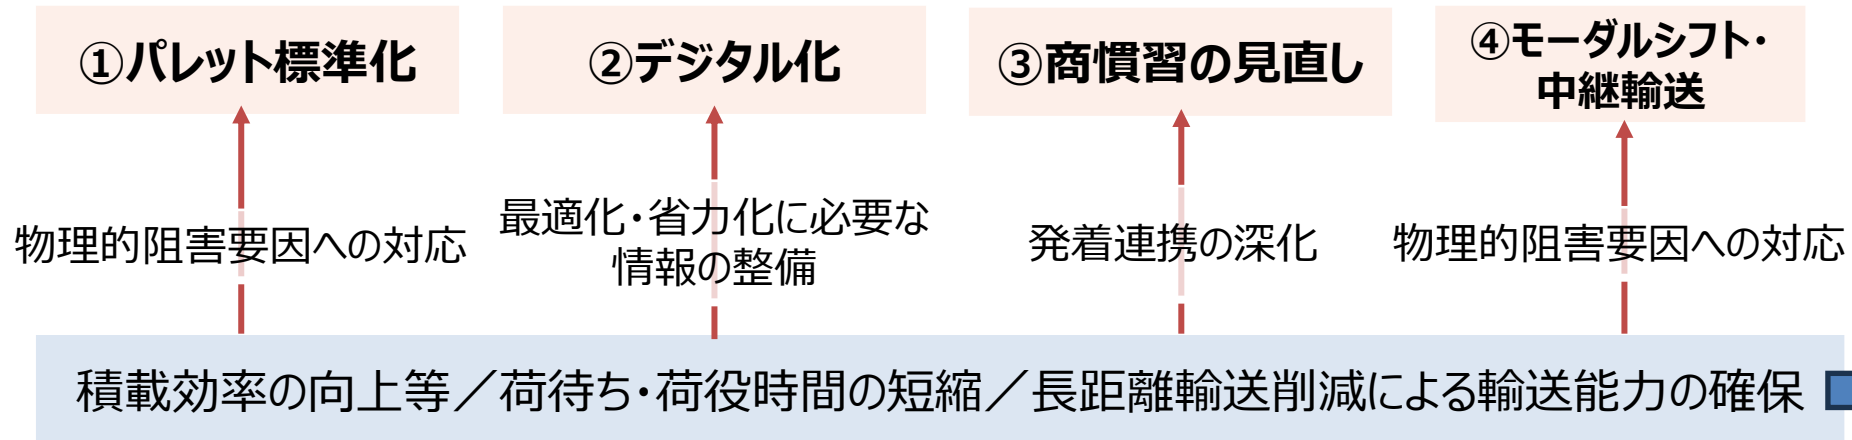 ①パレット標準化
②デジタル化
③商慣習の見直し
④モーダルシフト・
中継輸送
物理的阻害要因への対応
最適化・省力化に必要な
情報の整備
発着連携の深化
物理的阻害要因への対応
積載効率の向上等／荷待ち・荷役時間の短縮／長距離輸送削減による輸送能力の確保